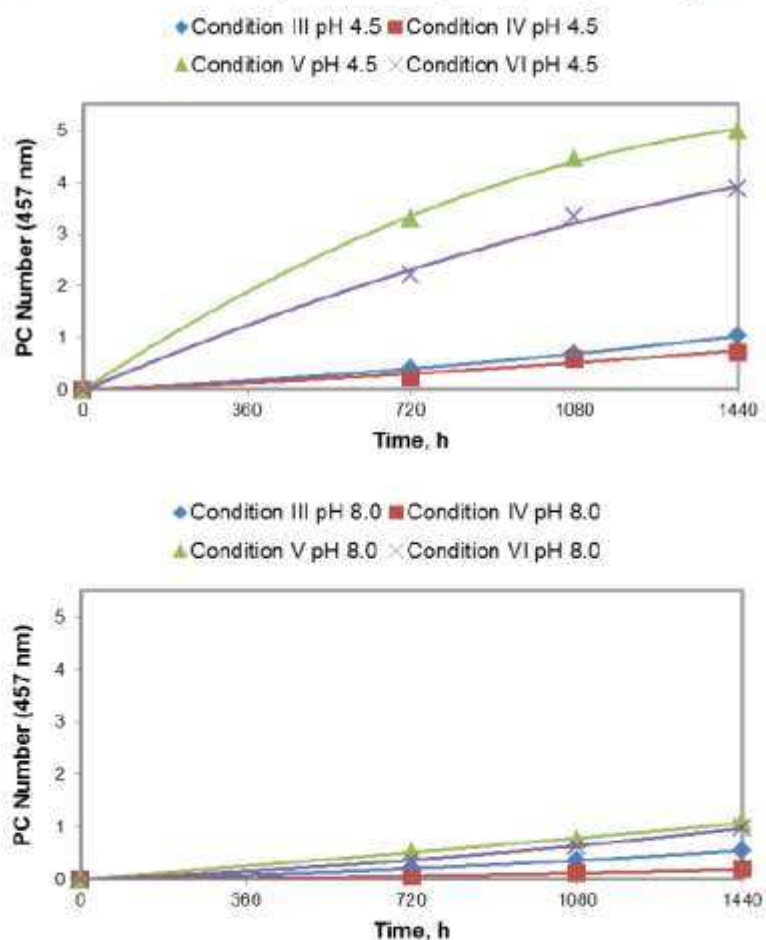 Condition III pH 4.5 Condition IV pH 4.5
Condition V pH 4.5 Condition VI pH 4.5
PC Number (457 nm)
5
4
3
2
1
0
0 360 720 1080 1440
Time, h
Condition III pH 8.0 Condition IV pH 8.0
Condition V pH 8.0 Condition VI pH 8.0
PC Number (457 nm)
5
4
3
2
1
0
0 360 720 1080 1440
Time, h